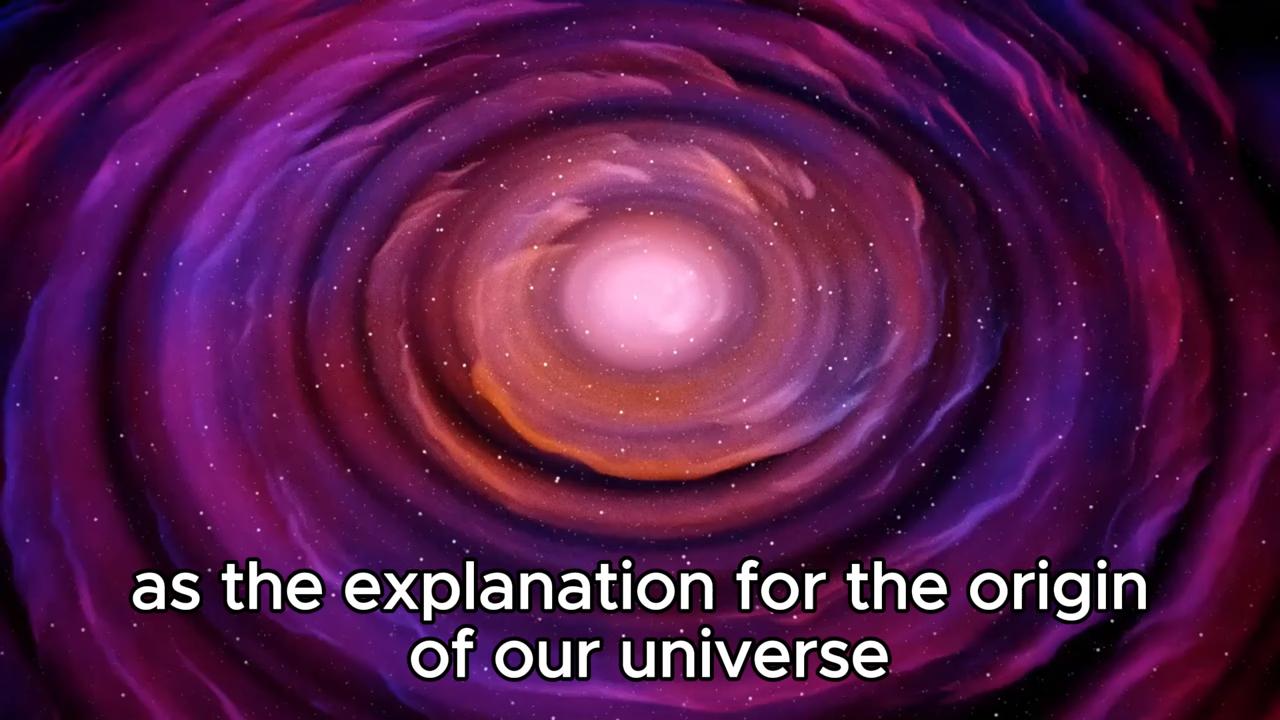 as the explanation for the origin
of our universe